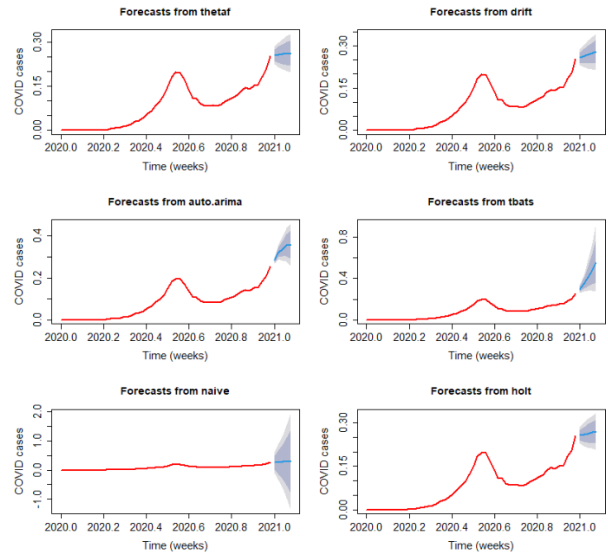 Forecasts from thetaf
COVID cases
0.00 0.15 0.30
2020.0 2020.2 2020.4 2020.6 2020.8 2021.0
Time (weeks)
Forecasts from drift
COVID cases
0.00 0.15 0.30
2020.0 2020.2 2020.4 2020.6 2020.8 2021.0
Time (weeks)
Forecasts from auto.arima
COVID cases
0.0 0.2 0.4
2020.0 2020.2 2020.4 2020.6 2020.8 2021.0
Time (weeks)
Forecasts from tbats
COVID cases
0.0 0.4 0.8
2020.0 2020.2 2020.4 2020.6 2020.8 2021.0
Time (weeks)
Forecasts from naive
COVID cases
-1.0 0.0 1.0 2.0
2020.0 2020.2 2020.4 2020.6 2020.8 2021.0
Time (weeks)
Forecasts from holt
COVID cases
0.00 0.15 0.30
2020.0 2020.2 2020.4 2020.6 2020.8 2021.0
Time (weeks)